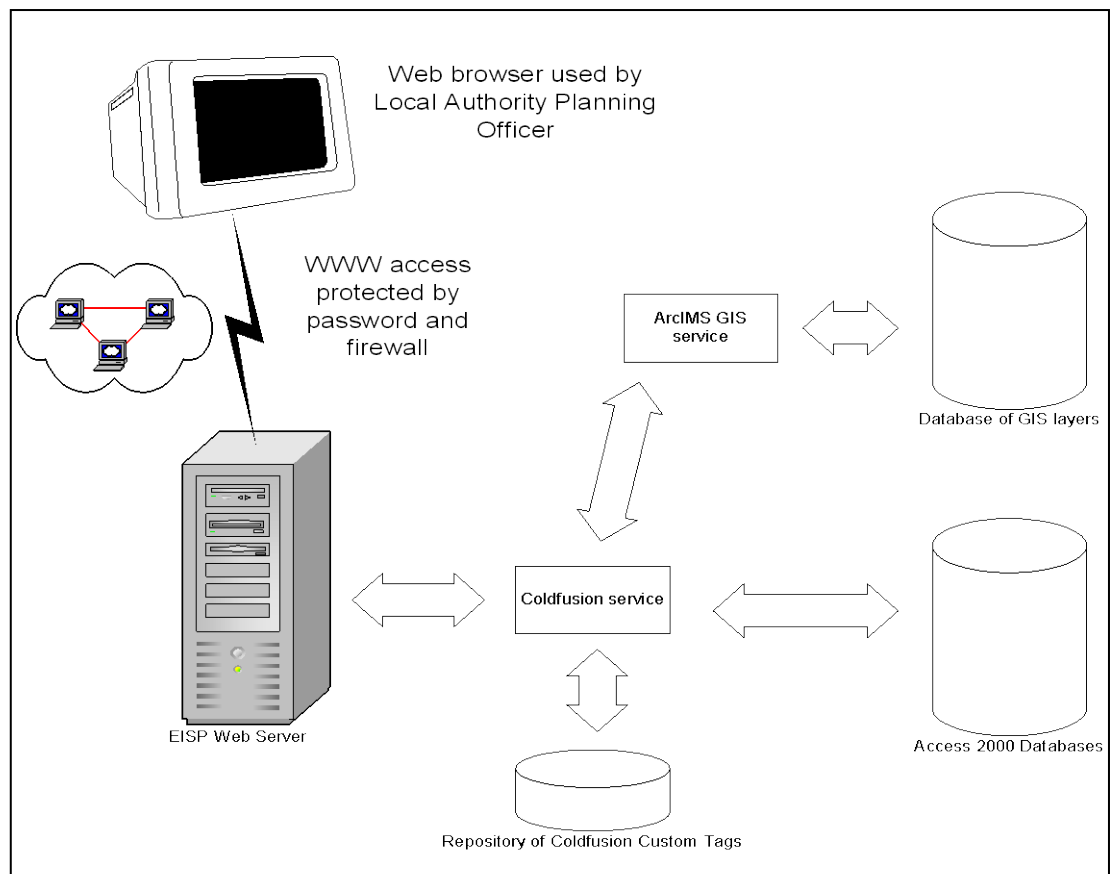 Web browser used by
Local Authority Planning
Officer
WWW access
protected by
password and
firewall
ArcIMS GIS
service
Database of GIS layers
Coldfusion service
EISP Web Server
Access 2000 Databases
Repository of Coldfusion Custom Tags